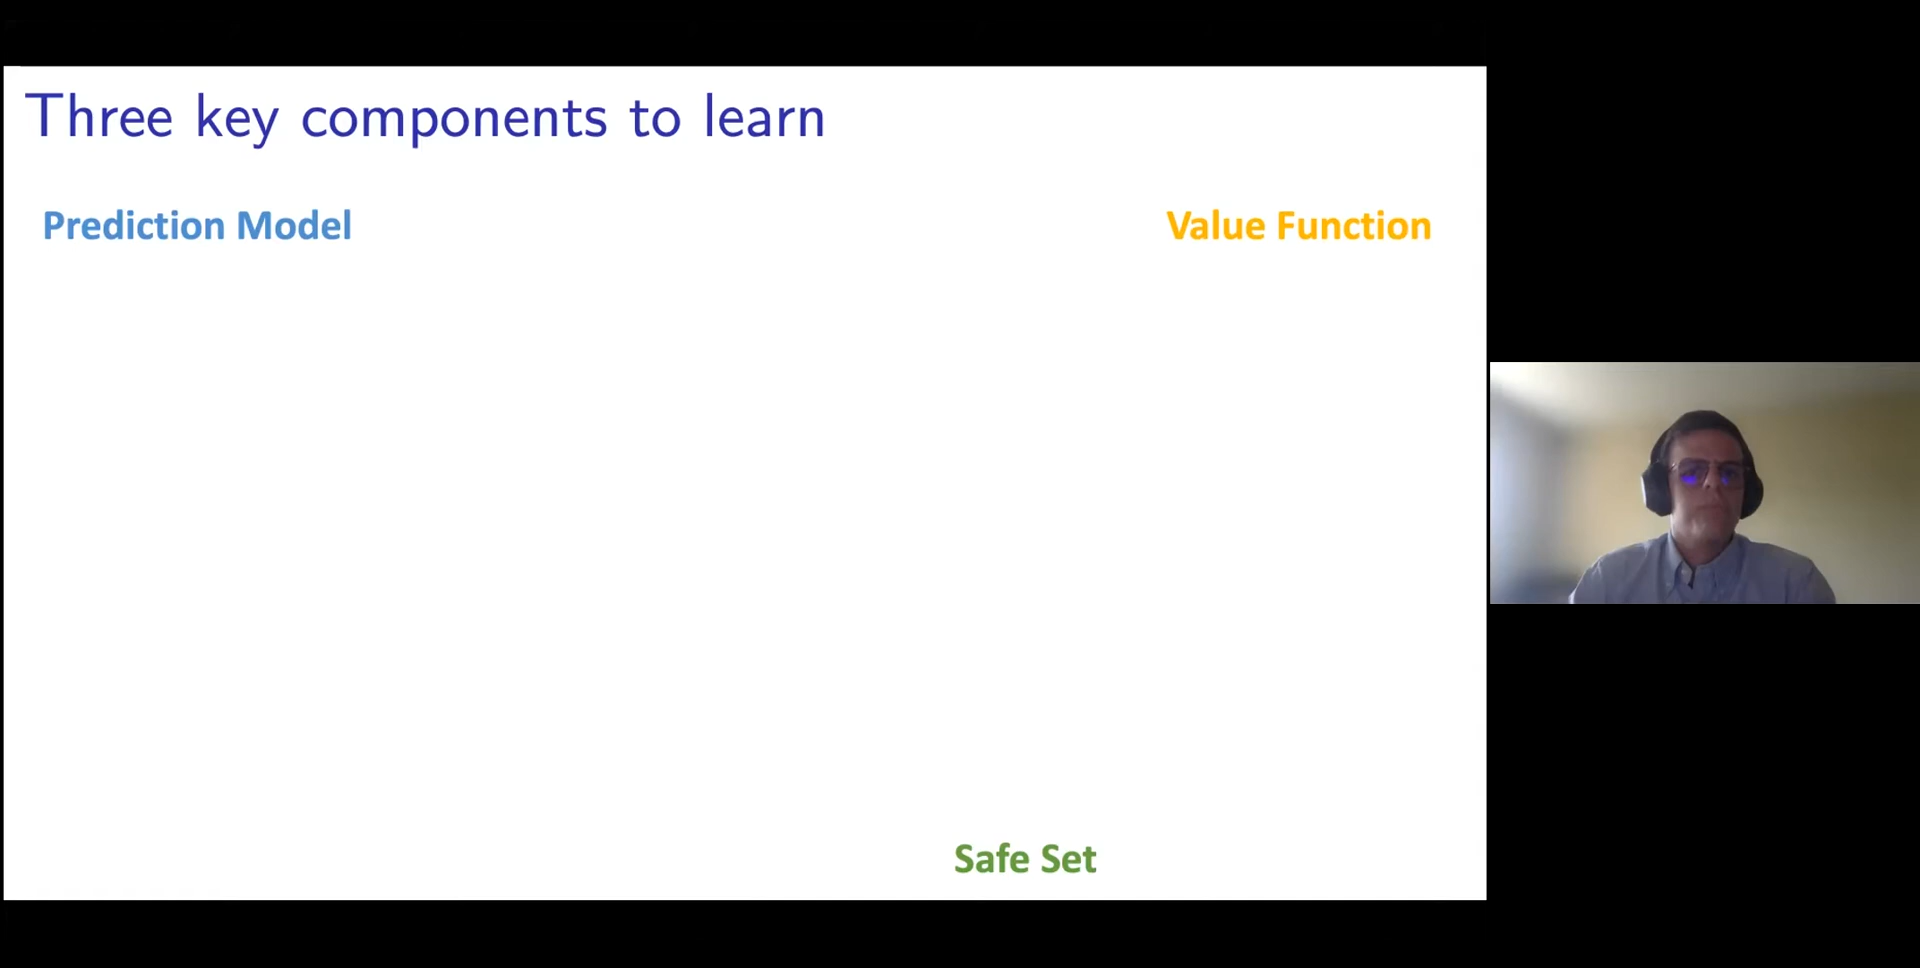 Three key components to learn
Prediction Model
Value Function
Safe Set